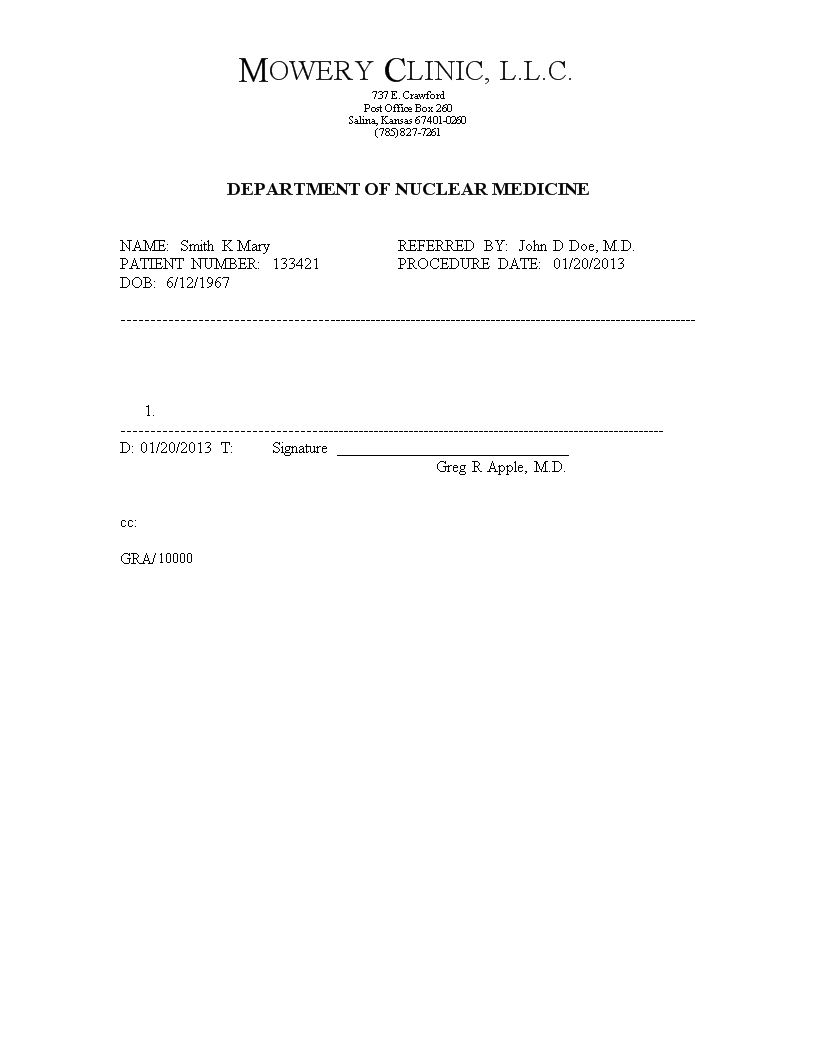 MOWERY CLINIC, L.L.C.
737 E. Crawford
Post Office Box 260
Salina, Kansas 67401-0260
(785) 827-7261
DEPARTMENT OF NUCLEAR MEDICINE
NAME: Smith K Mary REFERRED BY: John D Doe, M.D.
PATIENT NUMBER: 133421 PROCEDURE DATE: 01/20/2013
DOB: 6/12/1967
1.
D: 01/20/2013 T: Signature
Greg R Apple, M.D.
cc:
GRA/10000